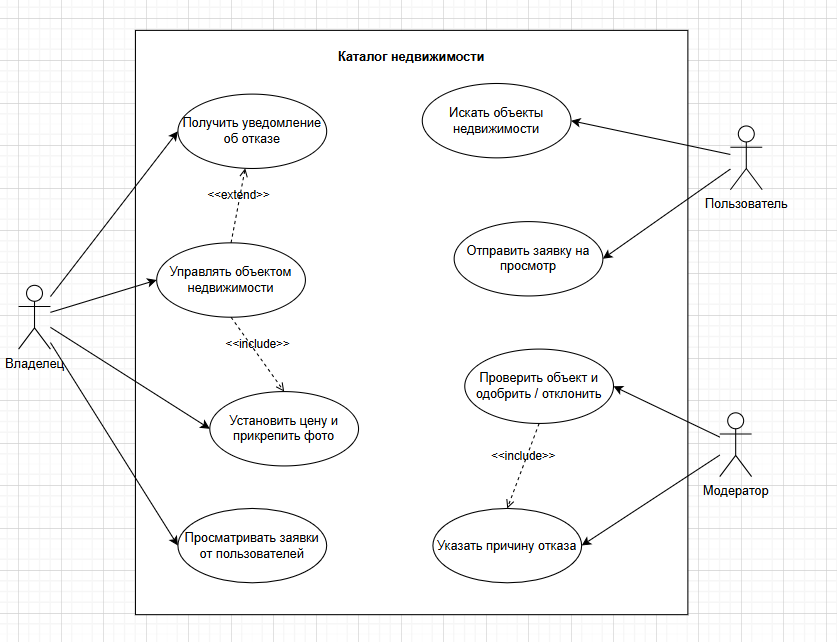 Каталог недвижимости
Получить уведомление
об отказе
<<extend>>
Управлять объектом
недвижимости
<<include>>
Установить цену и
прикрепить фото
Просматривать заявки
от пользователей
Владелец
Искать объекты
недвижимости
Отправить заявку на
просмотр
Проверить объект и
одобрить / отклонить
<<include>>
Указать причину отказа
Пользователь
Модератор